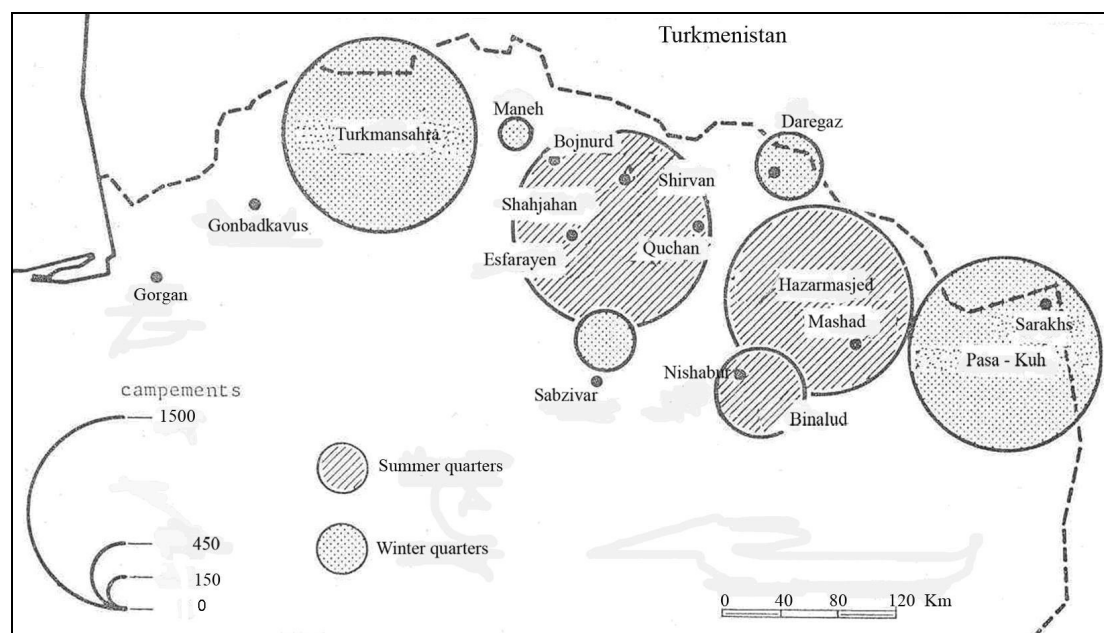 Turkmenistan
Maneh
Daregaz
Turkmansahra
Bojnurd
Shirvan
Shahjahan
Gonbadkavus
Quchan
Esfarayen
Hazarmasjed
Gorgan
Sarakhs
Mashad
Pasa - Kuh
Nishabur
Sabzivar
campements
Binalud
1500
Summer quarters
450
Winter quarters
150
0
0 40 80 120 Km